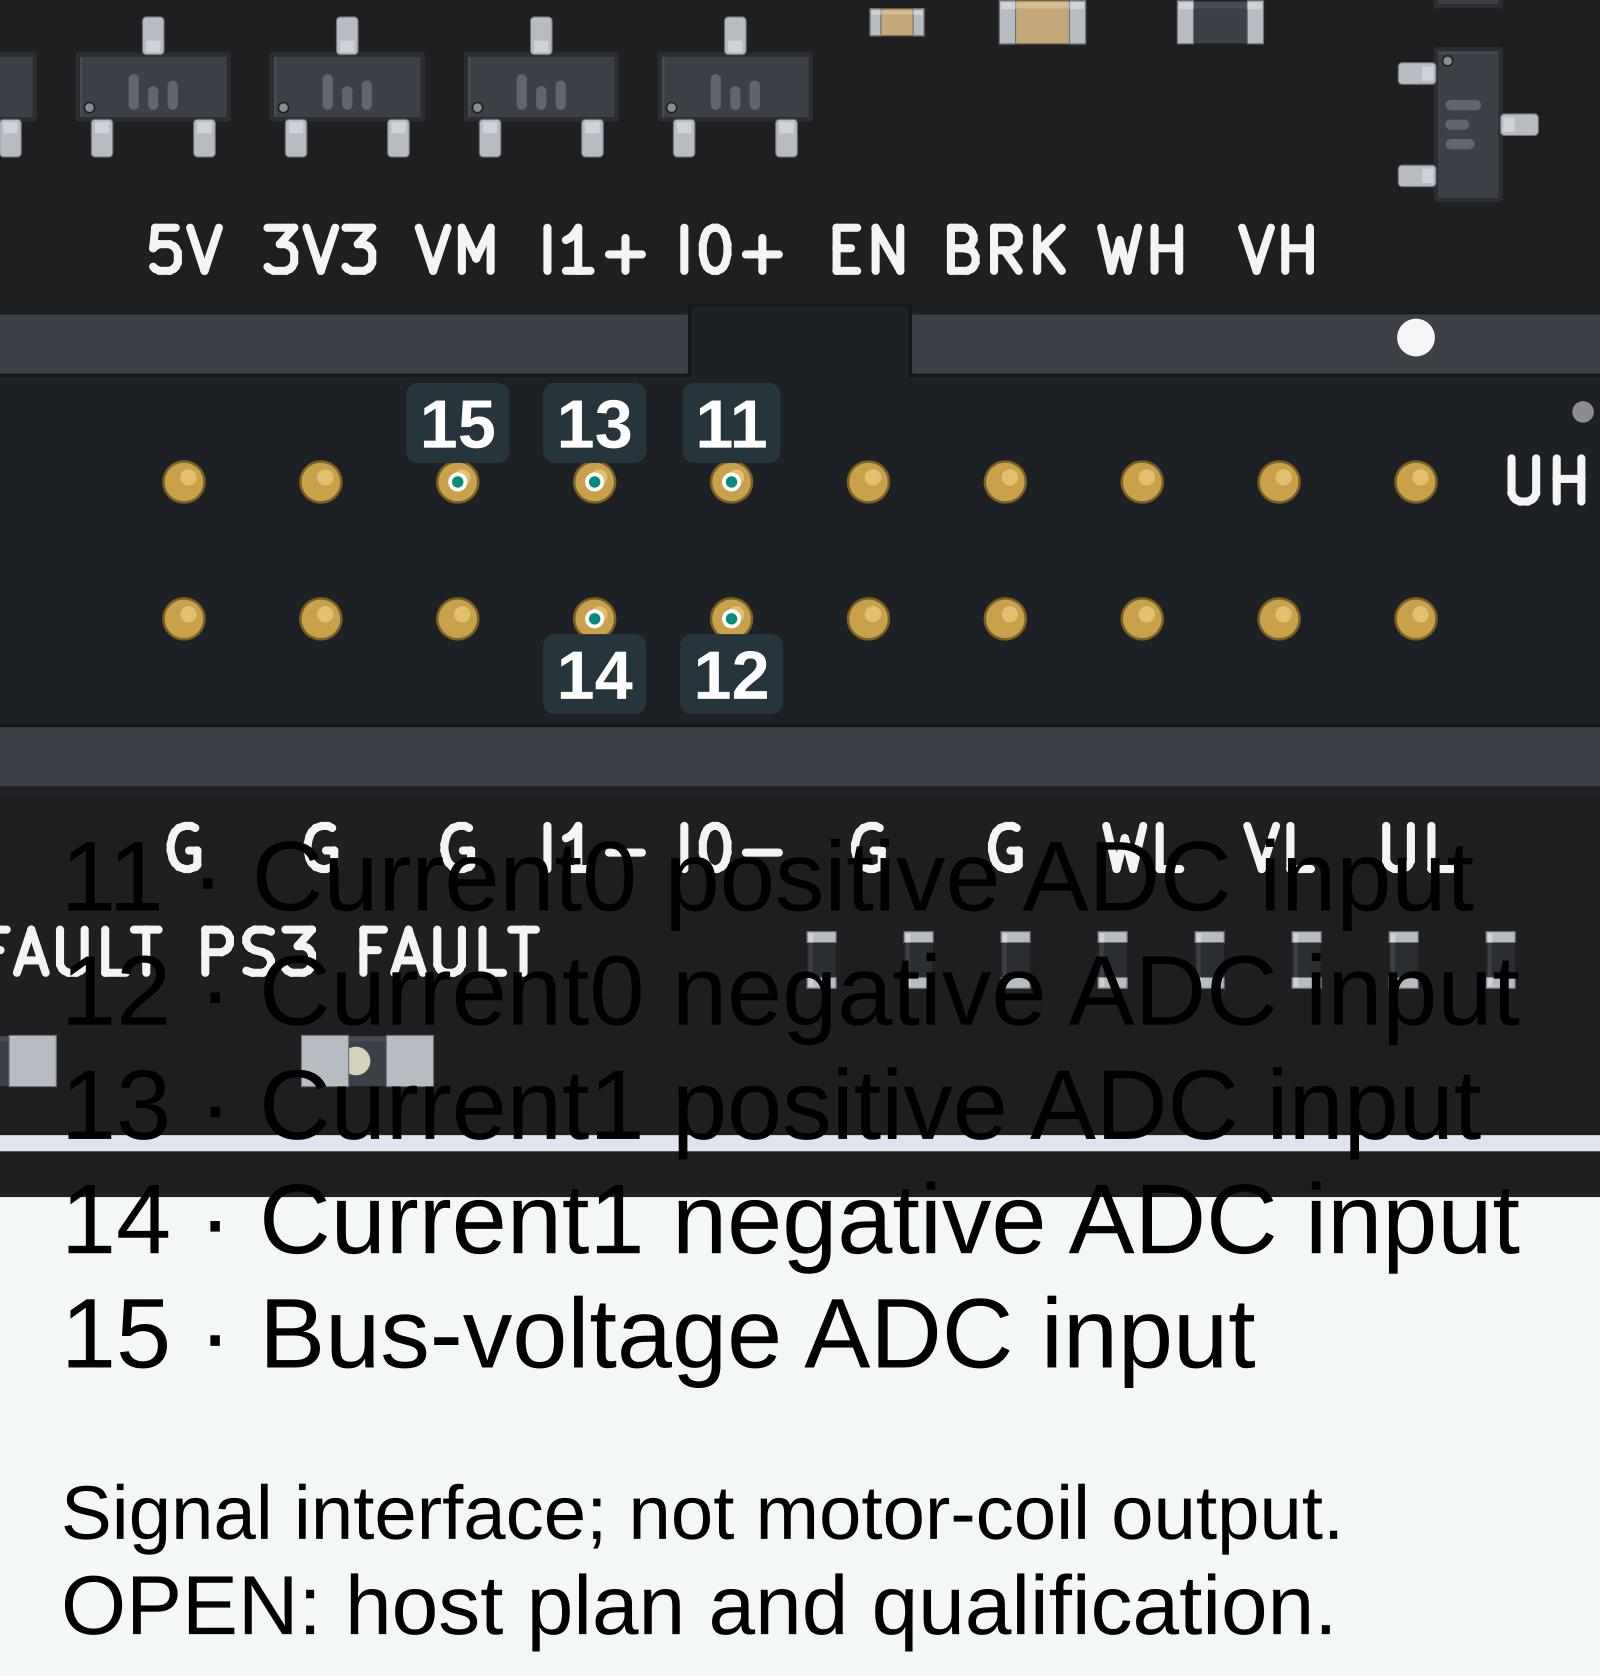 5V 3V3 VM I1+ I0+ EN BRK WH VH
15 13 11
UH
14 12
G G G I1- I0- G G WL VL UL
11 · Current0 positive ADC input
FAULT PS3 FAULT
12 · Current0 negative ADC input
13 · Current1 positive ADC input
14 · Current1 negative ADC input
15 · Bus-voltage ADC input
Signal interface; not motor-coil output.
OPEN: host plan and qualification.